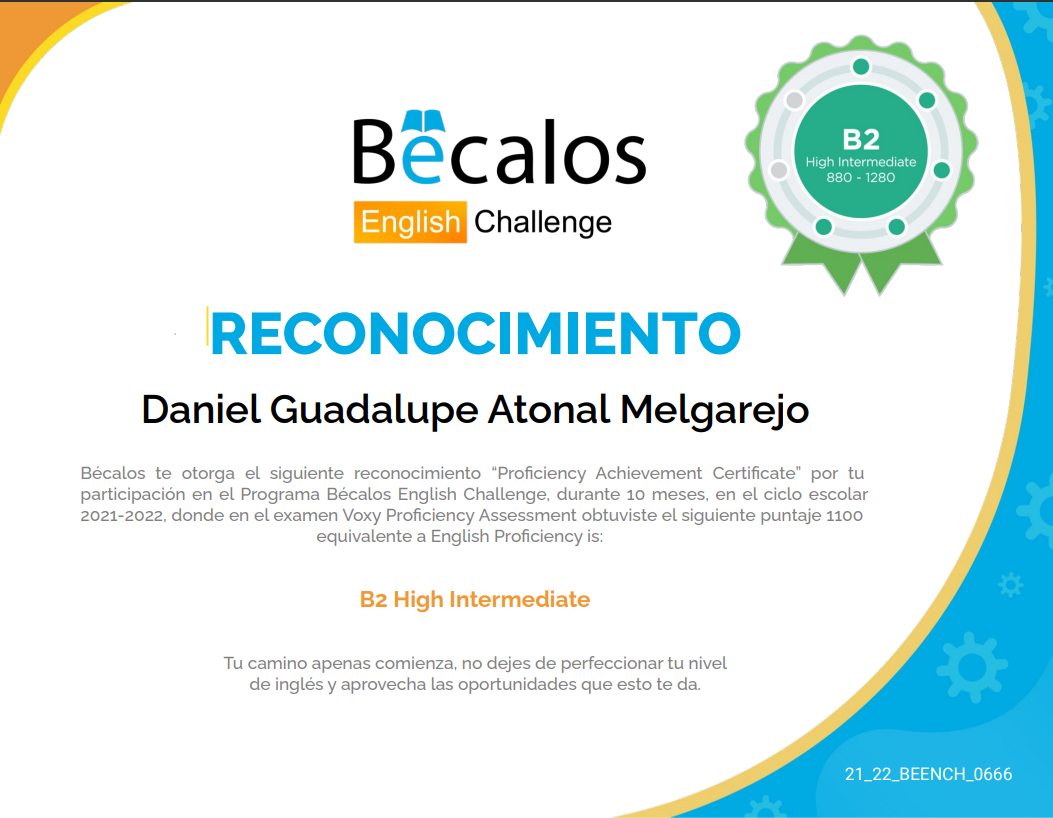 Bécalos
English Challenge
B2
High Intermediate
880 - 1280
RECONOCIMIENTO
Daniel Guadalupe Atonal Melgarejo
Bécalos te otorga el siguiente reconocimiento “Proficiency Achievement Certificate” por tu
participación en el Programa Bécalos English Challenge, durante 10 meses, en el ciclo escolar
2021-2022, donde en el examen Voxy Proficiency Assessment obtuviste el siguiente puntaje 1100
equivalente a English Proficiency is:
B2 High Intermediate
Tu camino apenas comienza, no dejes de perfeccionar tu nivel
de inglés y aprovecha las oportunidades que esto te da.
21_22_BEENCH_0666